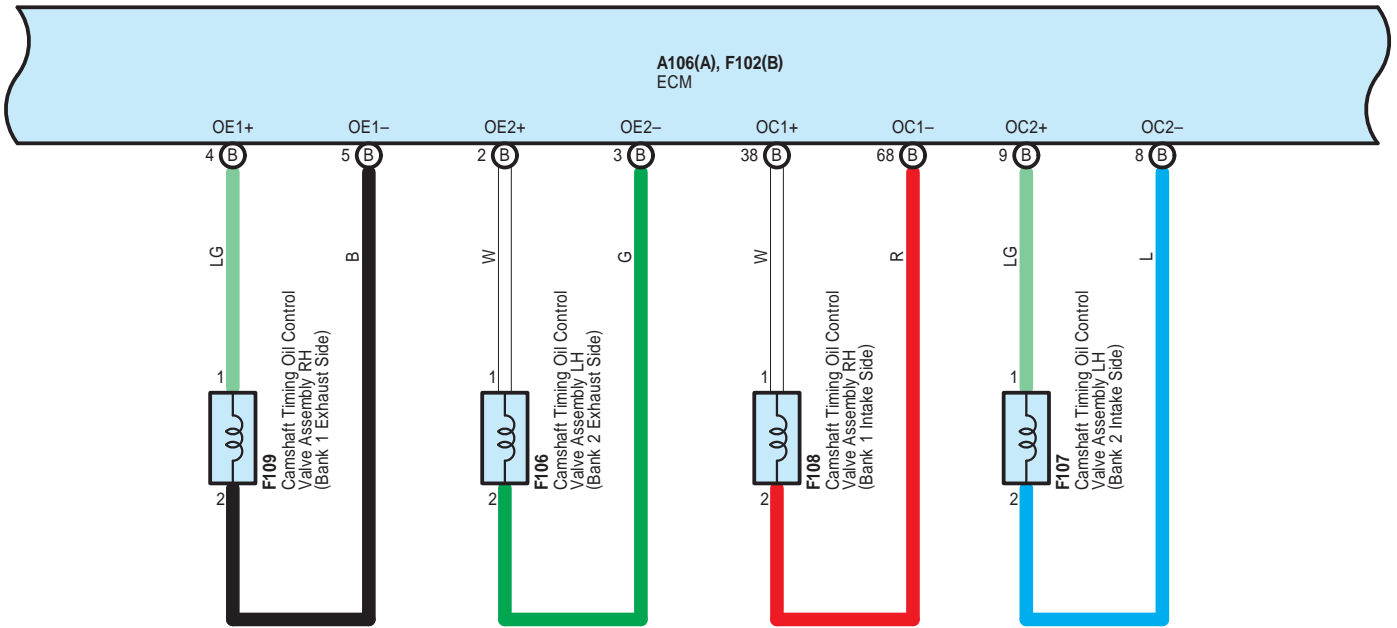 A106(A), F102(B)
ECM
OE1+ OE1– OE2+ OE2– OC1+ OC1– OC2+ OC2–
4 B 5 B 2 B 3 B 38 B 68 B 9 B 8 B
LG B W G W R LG L
1 1 1 1
F109
Camshaft Timing Oil Control
Valve Assembly RH
(Bank 1 Exhaust Side)
F106
Camshaft Timing Oil Control
Valve Assembly LH
(Bank 2 Exhaust Side)
F108
Camshaft Timing Oil Control
Valve Assembly RH
(Bank 1 Intake Side)
F107
Camshaft Timing Oil Control
Valve Assembly LH
(Bank 2 Intake Side)
2 2 2 2